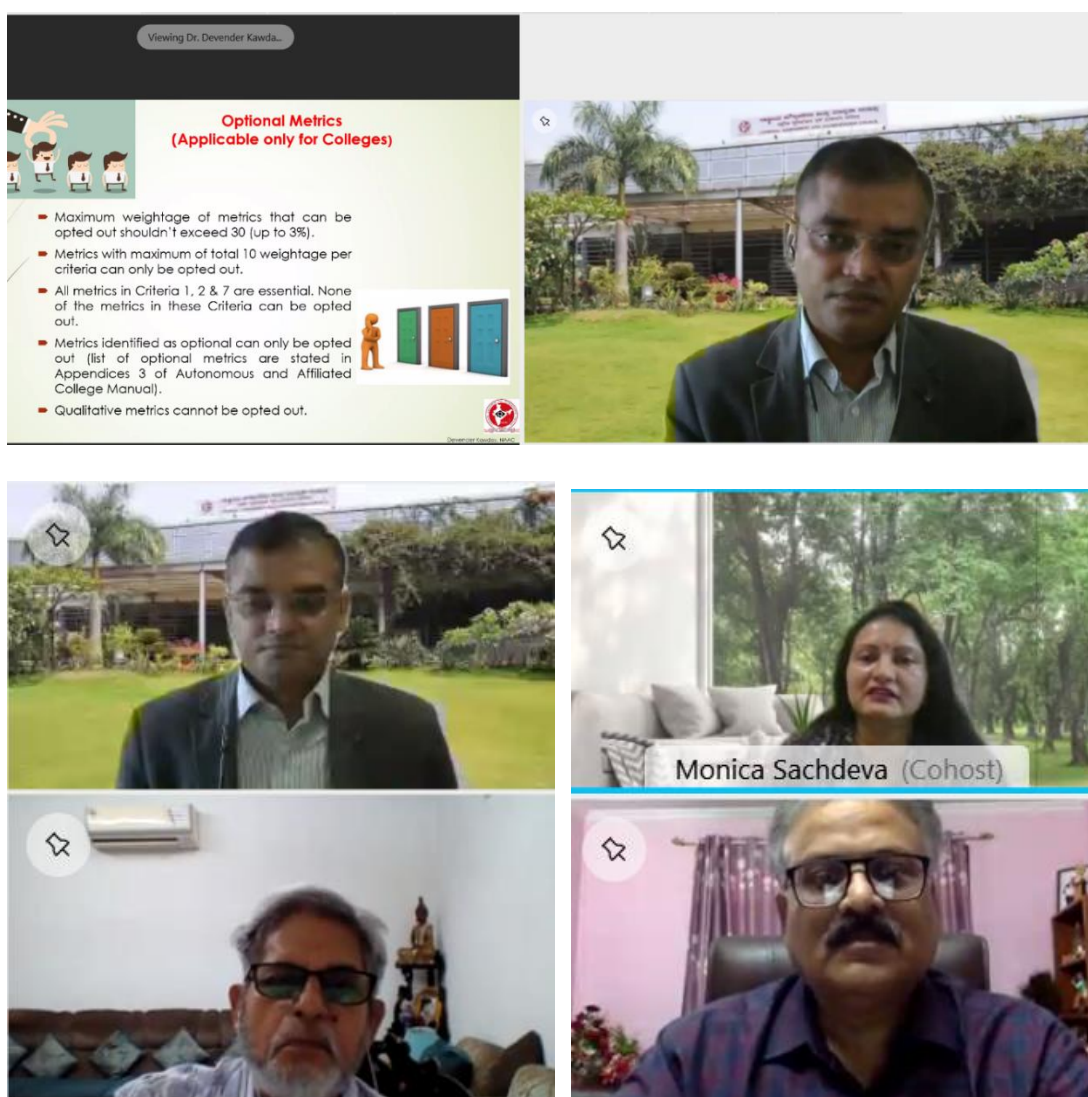 Viewing Dr. Devender Kawda...
Optional Metrics
(Applicable only for Colleges)
Maximum weightage of metrics that can be
opted out shouldn't exceed 30 (up to 3%).
Metrics with maximum of total 10 weightage per
criteria can only be opted out.
All metrics in Criteria 1, 2 & 7 are essential. None
of the metrics in these Criteria can be opted
out.
Metrics identified as optional can only be opted
out (list of optional metrics are stated in
Appendices 3 of Autonomous and Affiliated
College Manual).
Qualitative metrics cannot be opted out.
Devender Kawday, NAAC
Monica Sachdeva (Cohost)